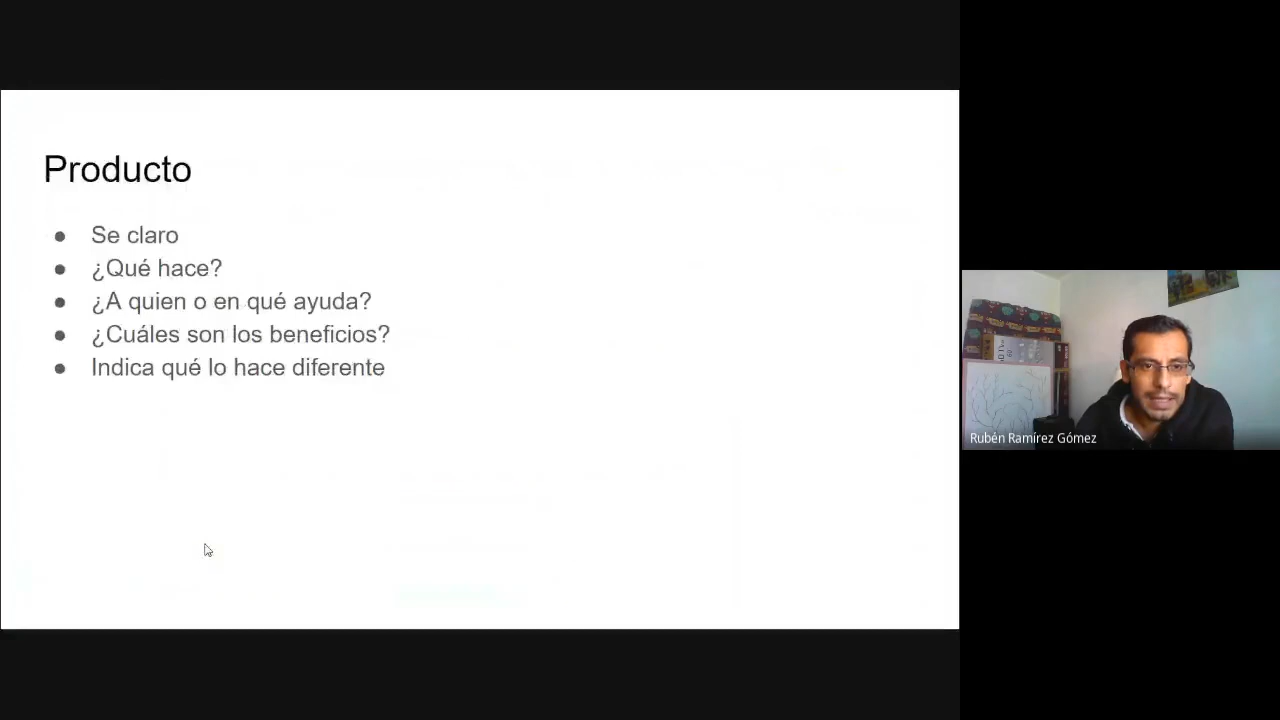 Producto
● Se claro
● ¿Qué hace?
● ¿A quien o en qué ayuda?
● ¿Cuáles son los beneficios?
● Indica qué lo hace diferente
Rubén Ramírez Gómez